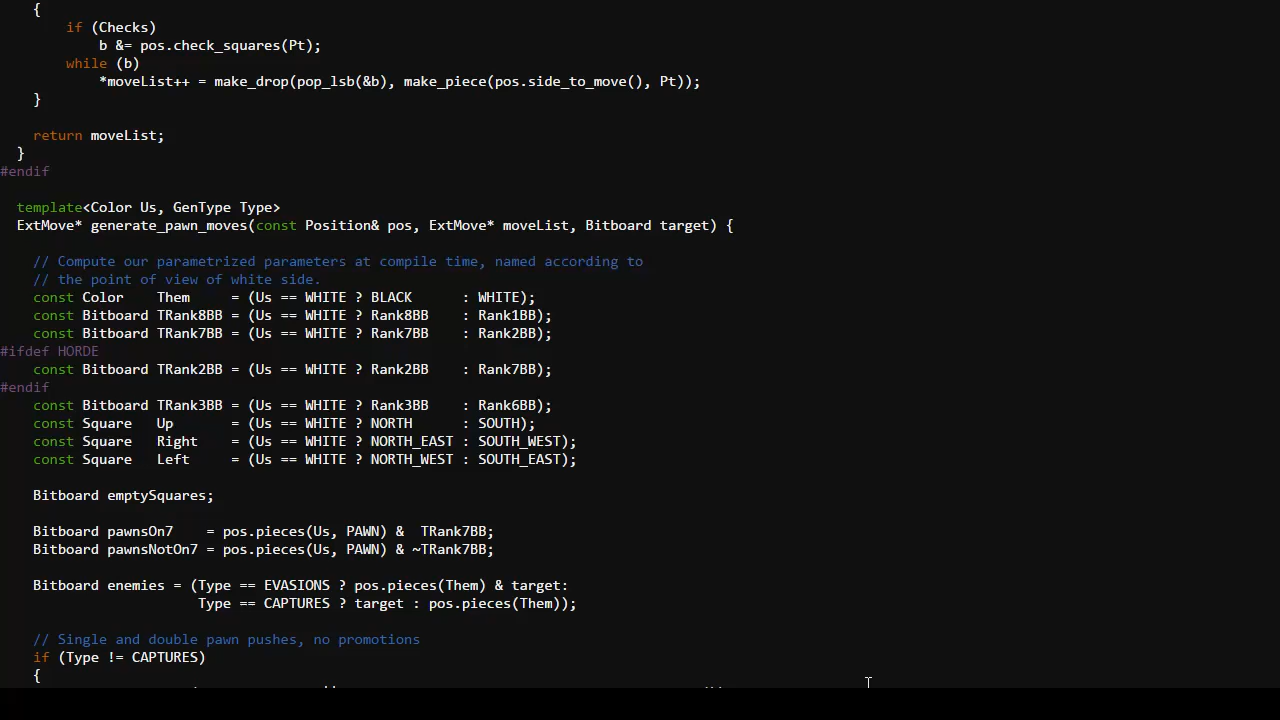 {
if (Checks)
b &= pos.check_squares(Pt);
while (b)
*moveList++ = make_drop(pop_lsb(&b), make_piece(pos.side_to_move(), Pt));
}
return moveList;
}
#endif
template<Color Us, GenType Type>
ExtMove* generate_pawn_moves(const Position& pos, ExtMove* moveList, Bitboard target) {
// Compute our parametrized parameters at compile time, named according to
// the point of view of white side.
const Color    Them     = (Us == WHITE ? BLACK      : WHITE);
const Bitboard TRank8BB = (Us == WHITE ? Rank8BB    : Rank1BB);
const Bitboard TRank7BB = (Us == WHITE ? Rank7BB    : Rank2BB);
#ifdef HORDE
const Bitboard TRank2BB = (Us == WHITE ? Rank2BB    : Rank7BB);
#endif
const Bitboard TRank3BB = (Us == WHITE ? Rank3BB    : Rank6BB);
const Square   Up       = (Us == WHITE ? NORTH      : SOUTH);
const Square   Right    = (Us == WHITE ? NORTH_EAST : SOUTH_WEST);
const Square   Left     = (Us == WHITE ? NORTH_WEST : SOUTH_EAST);
Bitboard emptySquares;
Bitboard pawnsOn7    = pos.pieces(Us, PAWN) &  TRank7BB;
Bitboard pawnsNotOn7 = pos.pieces(Us, PAWN) & ~TRank7BB;
Bitboard enemies = (Type == EVASIONS ? pos.pieces(Them) & target:
Type == CAPTURES ? target : pos.pieces(Them));
// Single and double pawn pushes, no promotions
if (Type != CAPTURES)
{